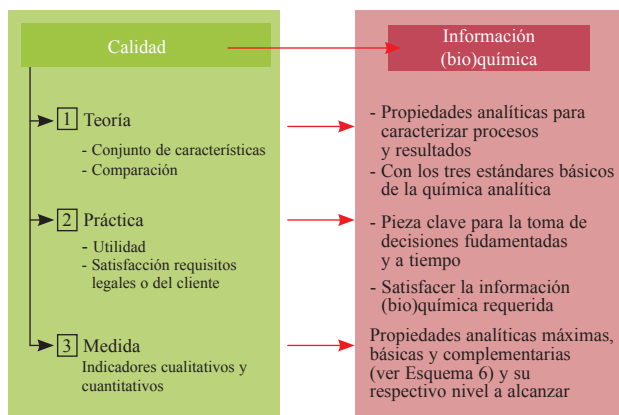 Calidad
Información
(bio)química
1 Teoría
- Conjunto de características
- Comparación
- Propiedades analíticas para
caracterizar procesos
y resultados
- Con los tres estándares básicos
de la química analítica
2 Práctica
- Utilidad
- Satisfacción requisitos
legales o del cliente
- Pieza clave para la toma de
decisiones fudamentadas
y a tiempo
- Satisfacer la información
(bio)química requerida
3 Medida
Indicadores cualitativos y
cuantitativos
Propiedades analíticas máximas,
básicas y complementarias
(ver Esquema 6) y su
respectivo nivel a alcanzar